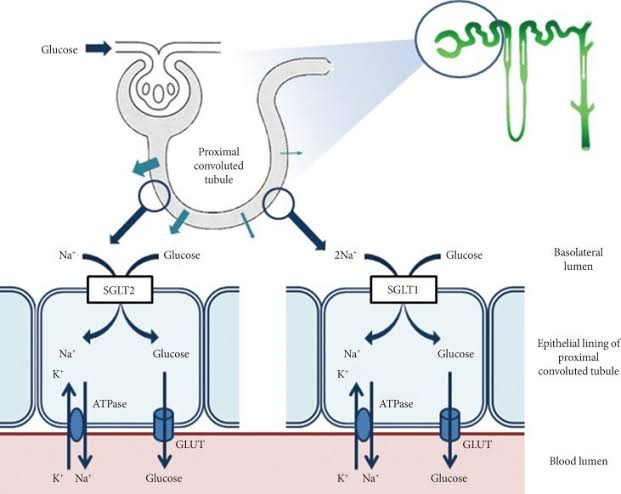 Glucose
Proximal
convoluted
tubule
Na⁺
Glucose
2Na⁺
Glucose
Basolateral
lumen
SGLT2
SGLT1
Na⁺
Glucose
Na⁺
Glucose
Epithelial lining of
proximal
convoluted tubule
K⁺
K⁺
ATPase
ATPase
GLUT
GLUT
Blood lumen
K⁺
Na⁺
Glucose
K⁺
Na⁺
Glucose